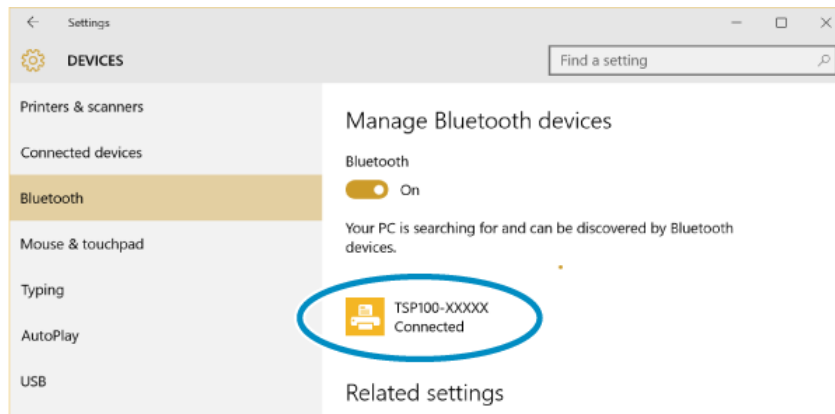 Settings
DEVICES
Find a setting
Printers & scanners
Connected devices
Bluetooth
Mouse & touchpad
Typing
AutoPlay
USB
Manage Bluetooth devices
Bluetooth
On
Your PC is searching for and can be discovered by Bluetooth
devices.
TSP100-XXXXX
Connected
Related settings